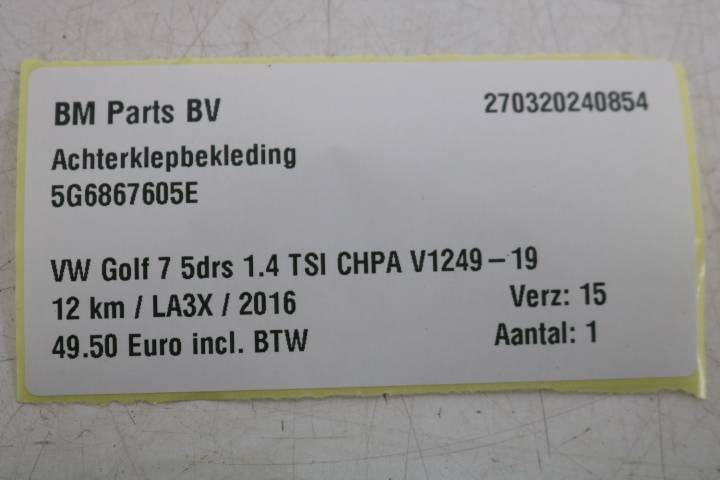 BM Parts BV 270320240854
Achterklepbekleding
5G6867605E
VW Golf 7 5drs 1.4 TSI CHPA V1249-19
12 km / LA3X / 2016 Verz: 15
49.50 Euro incl. BTW Aantal: 1